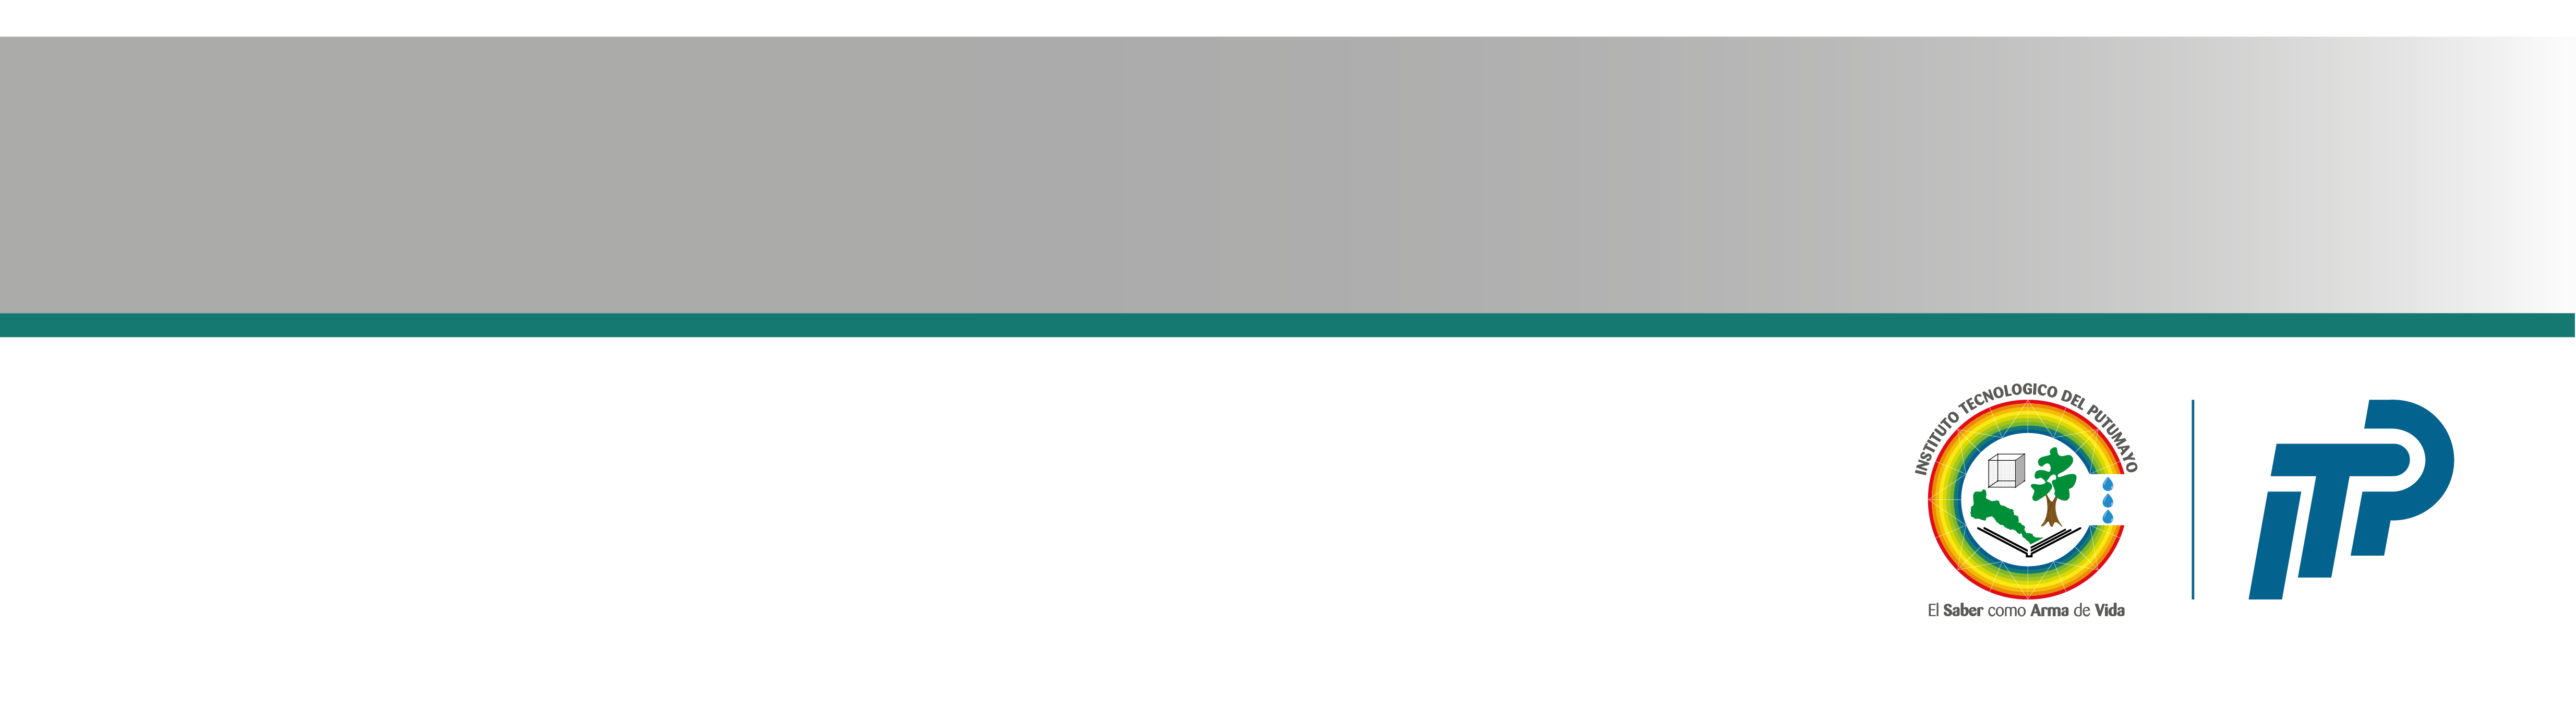 INSTITUTO TECNOLOGICO DEL PUTUMAYO
El Saber como Arma de Vida
ITP